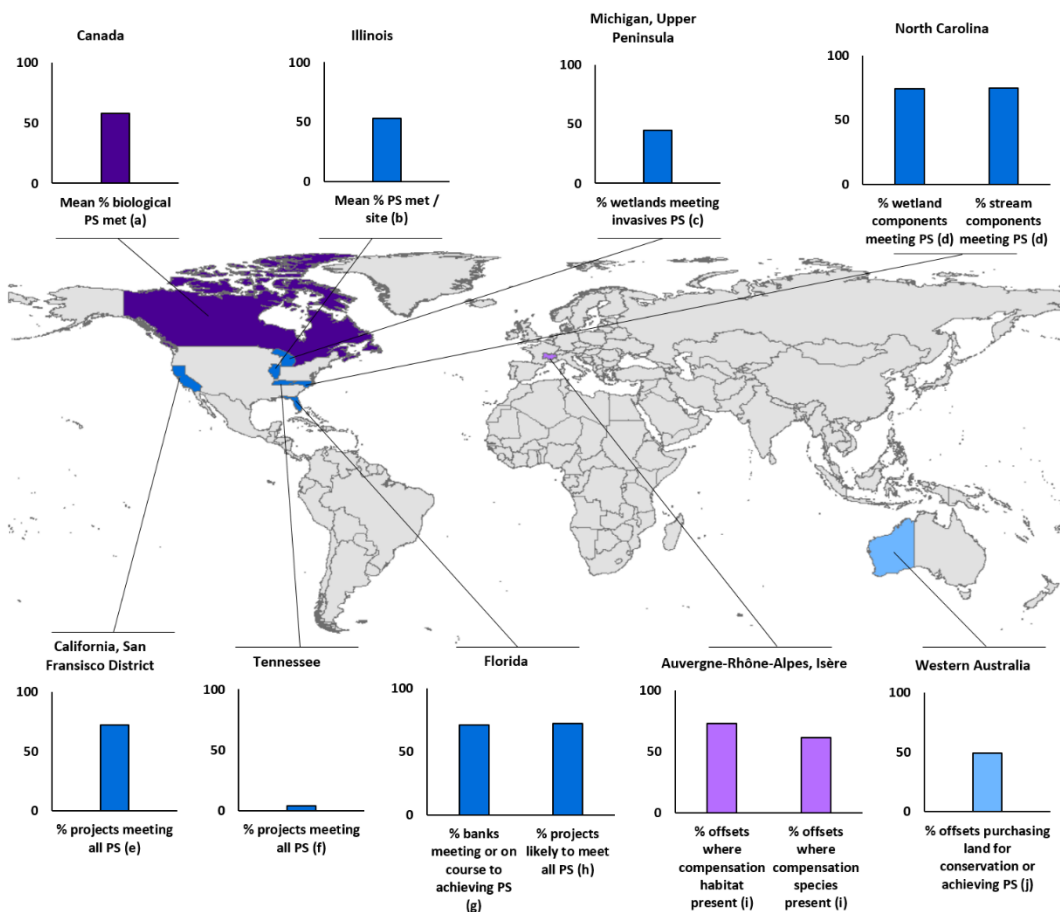 Canada
100
50
0
Mean % biological
PS met (a)
Illinois
100
50
0
Mean % PS met /
site (b)
Michigan, Upper
Peninsula
100
50
0
% wetlands meeting
invasives PS (c)
North Carolina
100
50
0
% wetland
components
meeting PS (d)
% stream
components
meeting PS (d)
California, San
Fransisco District
100
50
0
% projects meeting
all PS (e)
Tennessee
100
50
0
% projects meeting
all PS (f)
Florida
100
50
0
% banks
meeting or on
course to
achieving PS
(g)
% projects
likely to meet
all PS (h)
Auvergne-Rhône-Alpes, Isère
100
50
0
% offsets
where
compensation
habitat
present (i)
% offsets
where
compensation
species
present (i)
Western Australia
100
50
0
% offsets purchasing
land for
conservation or
achieving PS (j)